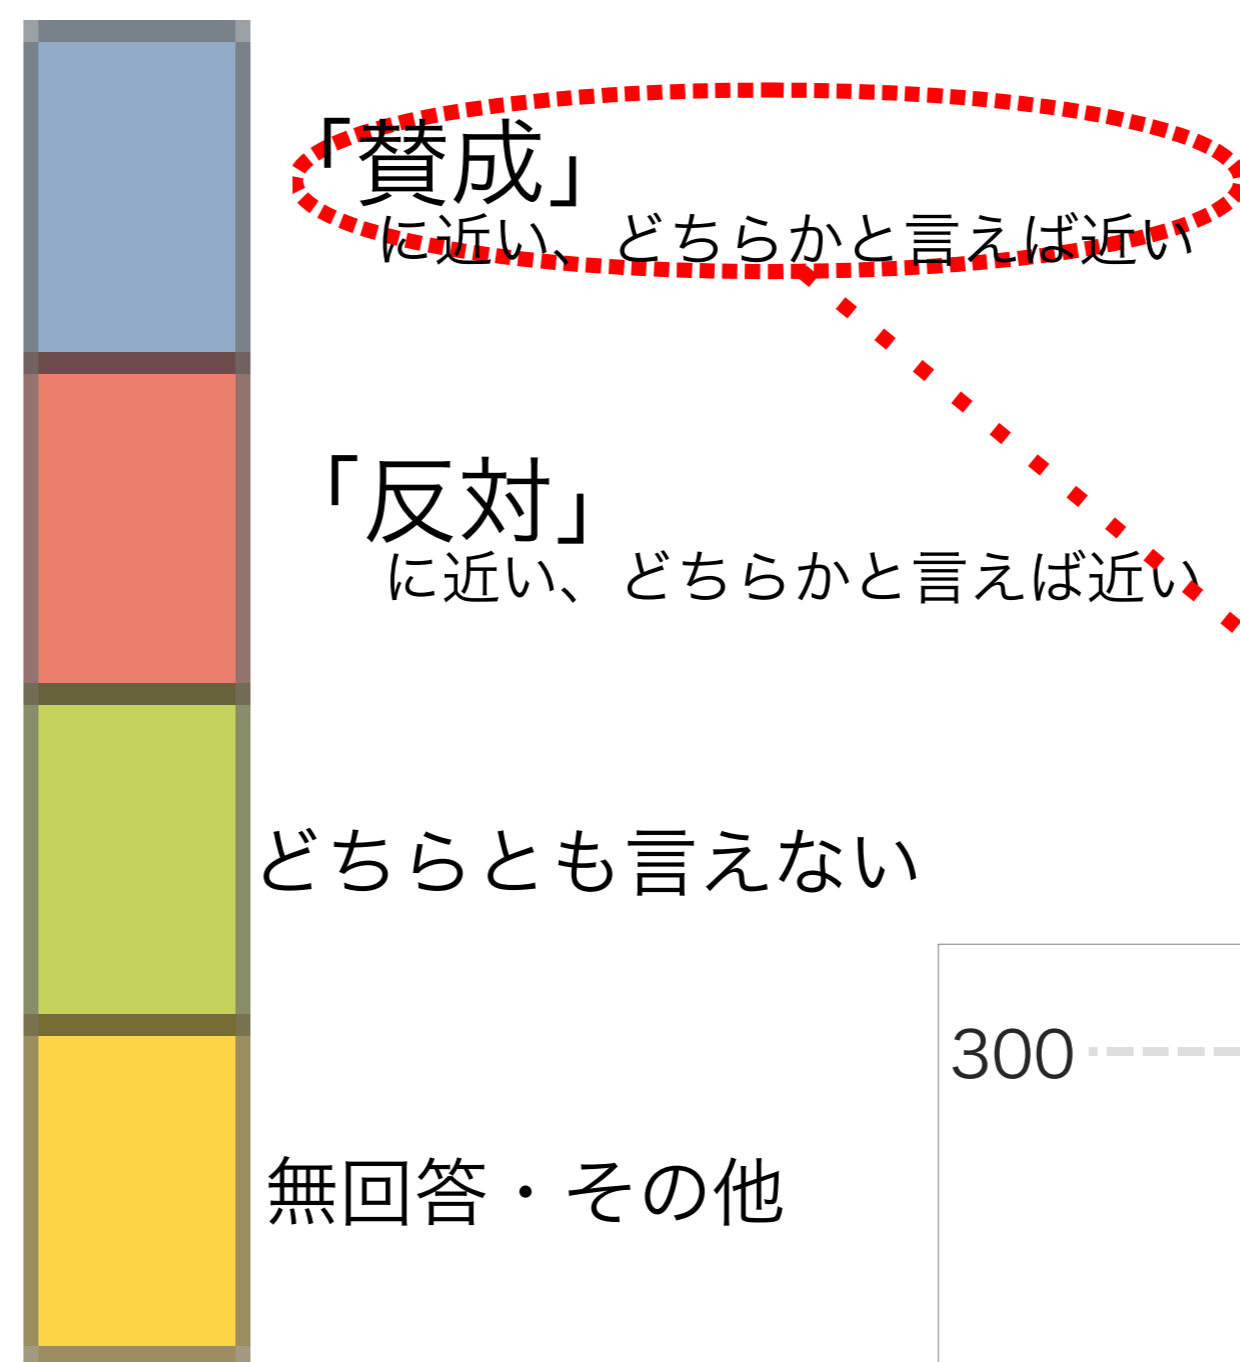 「賛成」
に近い、どちらかと言えば近い
「反対」
に近い、どちらかと言えば近い
どちらとも言えない
300
無回答・その他